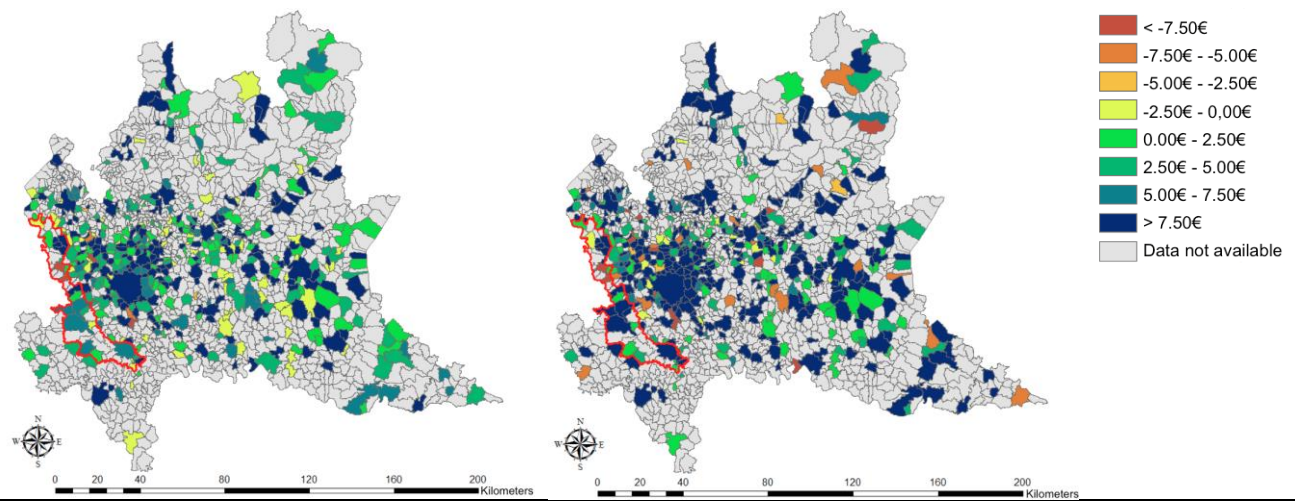 < -7.50€
-7.50€ - -5.00€
-5.00€ - -2.50€
-2.50€ - 0,00€
0.00€ - 2.50€
2.50€ - 5.00€
5.00€ - 7.50€
> 7.50€
Data not available
N
W E
S
0 20 40 80 120 160 200
Kilometers
N
W E
S
0 20 40 80 120 160 200
Kilometers